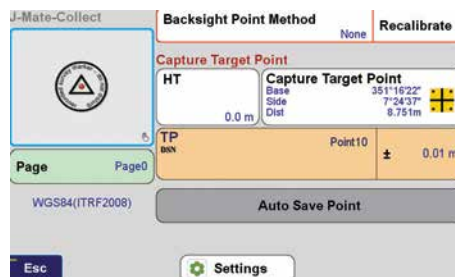 J-Mate-Collect
Backsight Point Method
None
Recalibrate
Capture Target Point
HT
0.0 m
Capture Target Point
Base 351°16'22"
Side 7°24'37"
Dist 8.751m
TP
DSN
Point10
± 0.01 m
Page Page0
WGS84(ITRF2008)
Auto Save Point
Esc
Settings